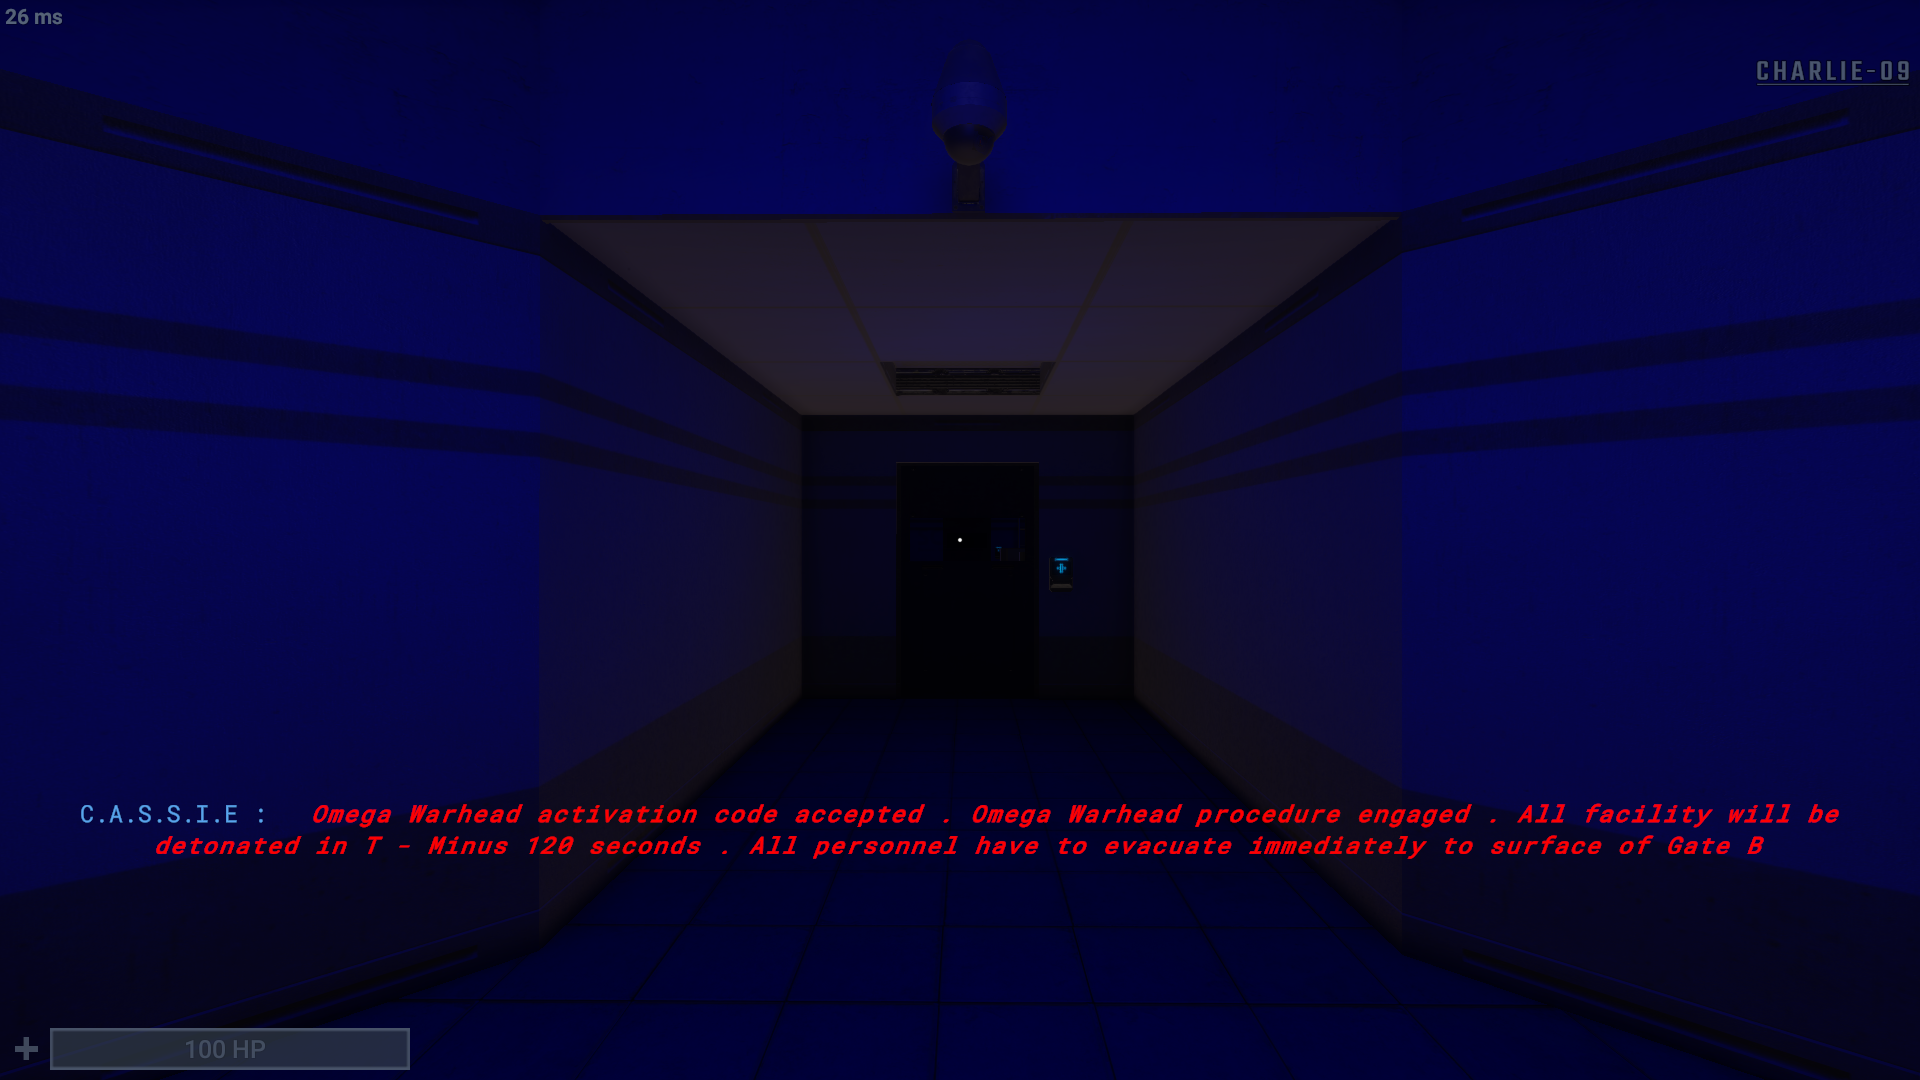 26 ms
CHARLIE-09
C.A.S.S.I.E : Omega Warhead activation code accepted . Omega Warhead procedure engaged . All facility will be
detonated in T - Minus 120 seconds . All personnel have to evacuate immediately to surface of Gate B
100 HP